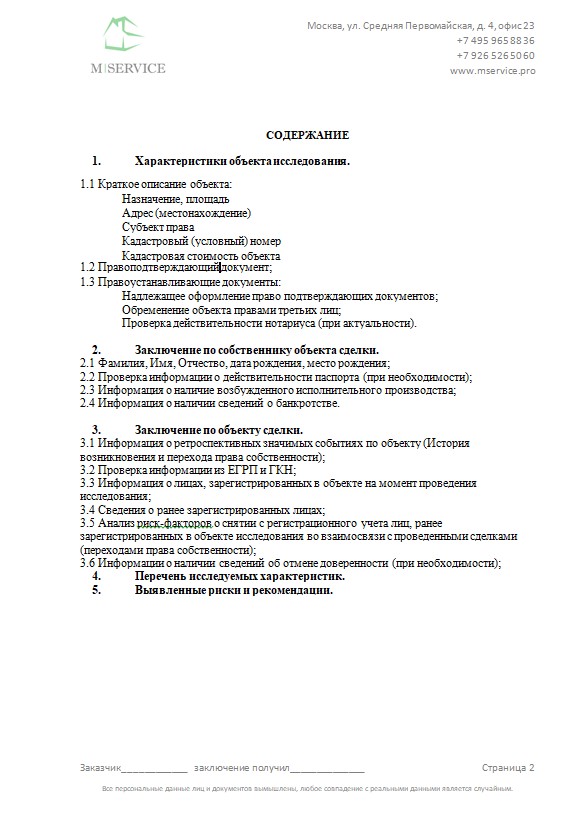 Москва, ул. Средняя Первомайская, д. 4, офис 23
+7 495 9658836
+7 926 5265060
www.mservice.pro
M|SERVICE
СОДЕРЖАНИЕ
1. Характеристики объекта исследования.
1.1 Краткое описание объекта:
Назначение, площадь
Адрес (местонахождение)
Субъект права
Кадастровый (условный) номер
Кадастровая стоимость объекта
1.2 Правоподтверждающий документ;
1.3 Правоустанавливающие документы:
Надлежащее оформление право подтверждающих документов;
Обременение объекта правами третьих лиц;
Проверка действительности нотариуса (при актуальности).
2. Заключение по собственнику объекта сделки.
2.1 Фамилия, Имя, Отчество, дата рождения, место рождения;
2.2 Проверка информации о действительности паспорта (при необходимости);
2.3 Информация о наличие возбужденного исполнительного производства;
2.4 Информация о наличии сведений о банкротстве.
3. Заключение по объекту сделки.
3.1 Информация о ретроспективных значимых событиях по объекту (История
возникновения и перехода права собственности);
3.2 Проверка информации из ЕГРП и ГКН;
3.3 Информация о лицах, зарегистрированных в объекте на момент проведения
исследования;
3.4 Сведения о ранее зарегистрированных лицах;
3.5 Анализ риск-факторов о снятии с регистрационного учета лиц, ранее
зарегистрированных в объекте исследования во взаимосвязи с проведенными сделками
(переходами права собственности);
3.6 Информации о наличии сведений об отмене доверенности (при необходимости);
4. Перечень исследуемых характеристик.
5. Выявленные риски и рекомендации.
Заказчик____________ заключение получил______________ Страница 2
Все персональные данные лиц и документов вымышлены, любое совпадение с реальными данными является случайным.